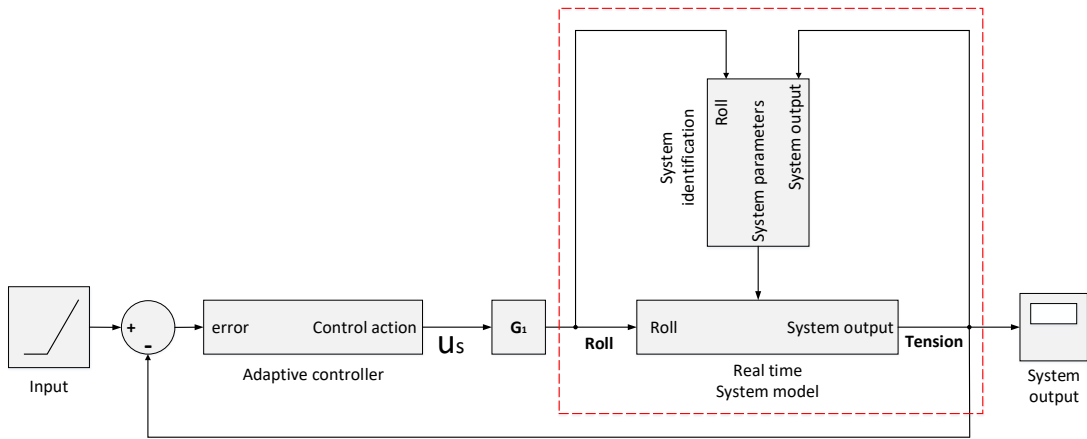 Roll
System parameters
System output
System
identification
+
-
error
Control action
Adaptive controller
Input
us
G1
Roll
Roll
System output
Real time
System model
Tension
System
output